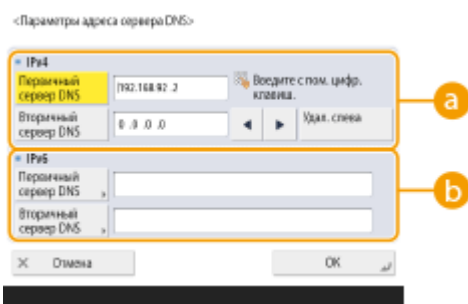 <Параметры адреса сервера DNS>
IPv4
Первичный сервер DNS
192.168.92 .2
Введите с пом. цифр. клавиш.
a
Вторичный сервер DNS
0 .0 .0 .0
◄ ►
Удал. слева
IPv6
Первичный сервер DNS
b
Вторичный сервер DNS
× Отмена
OK